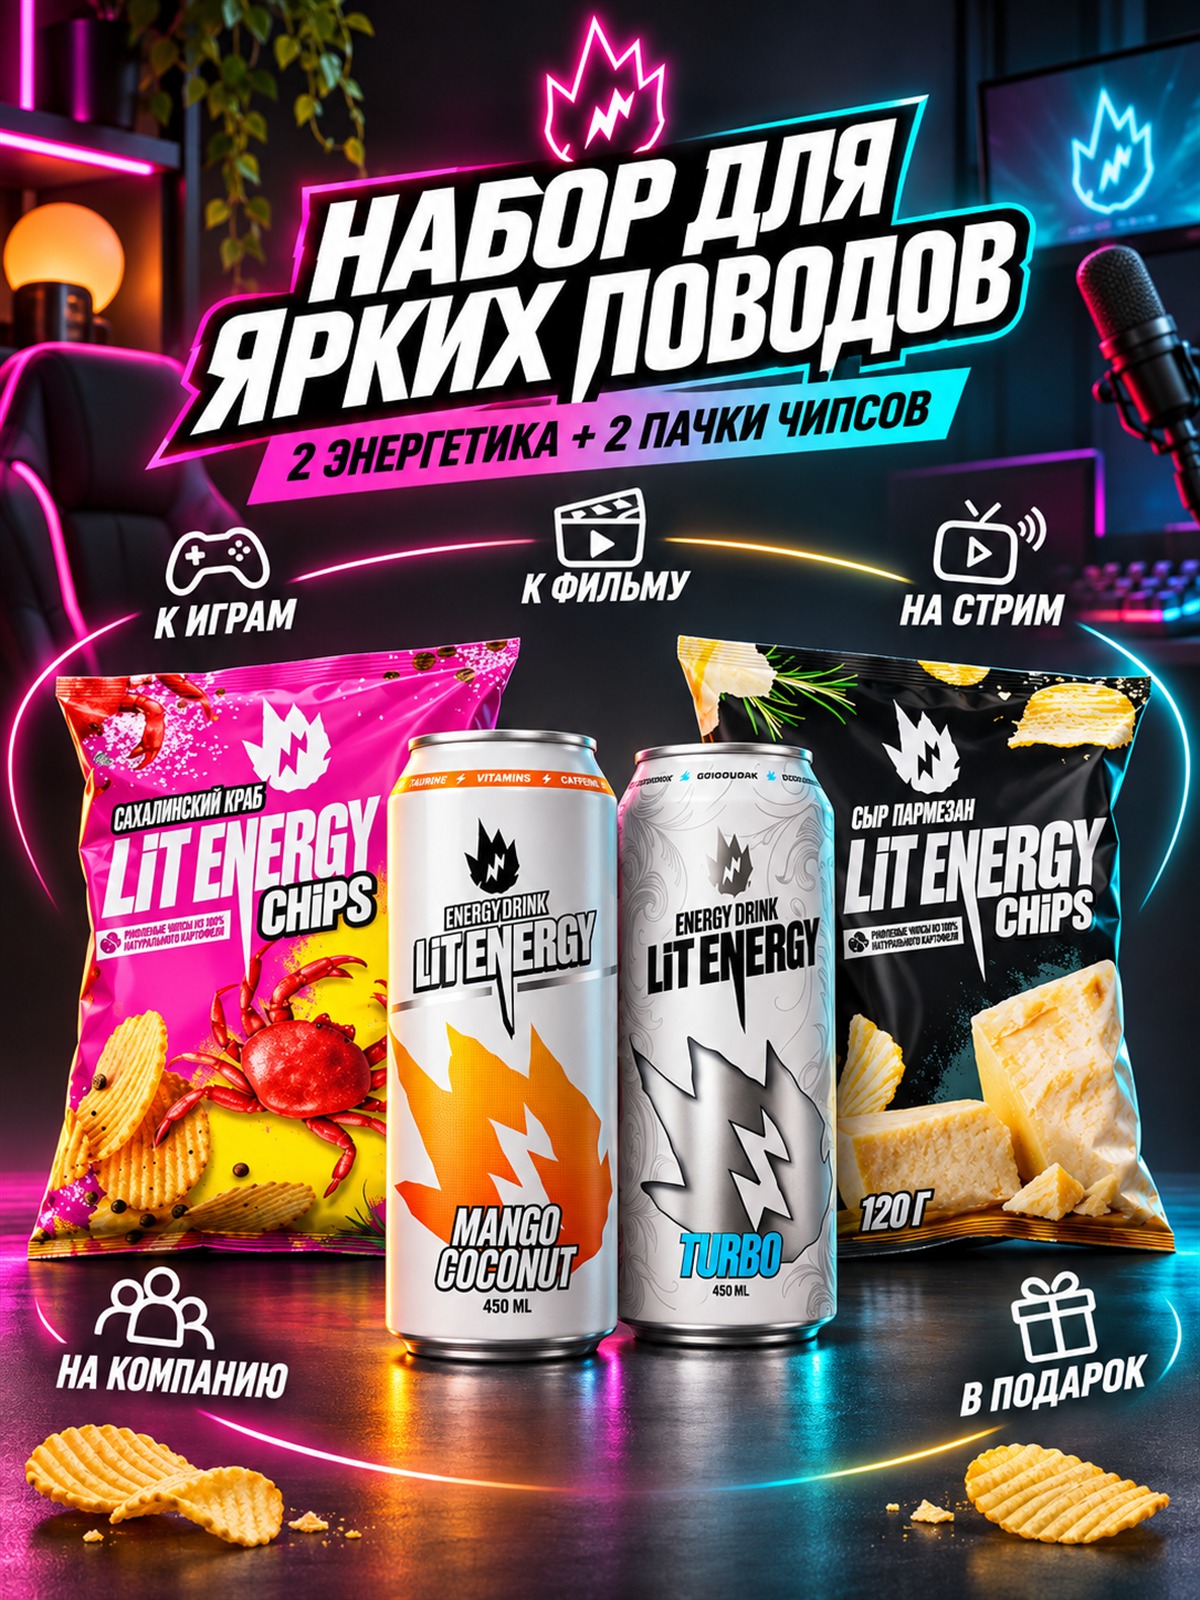 НАБОР ДЛЯ
ЯРКИХ ПОВОДОВ
2 ЭНЕРГЕТИКА + 2 ПАЧКИ ЧИПСОВ
К ИГРАМ
К ФИЛЬМУ
НА СТРИМ
САХАЛИНСКИЙ КРАБ
LIT ENERGY
CHIPS
РИФЛЕНЫЕ ЧИПСЫ ИЗ 100%
НАТУРАЛЬНОГО КАРТОФЕЛЯ
TAURINE VITAMINS CAFFEINE
ENERGY DRINK
LIT ENERGY
MANGO
COCONUT
450 ML
ENERGY DRINK
LIT ENERGY
TURBO
450 ML
СЫР ПАРМЕЗАН
LIT ENERGY
CHIPS
РИФЛЕНЫЕ ЧИПСЫ ИЗ 100%
НАТУРАЛЬНОГО КАРТОФЕЛЯ
120 Г
НА КОМПАНИЮ
В ПОДАРОК